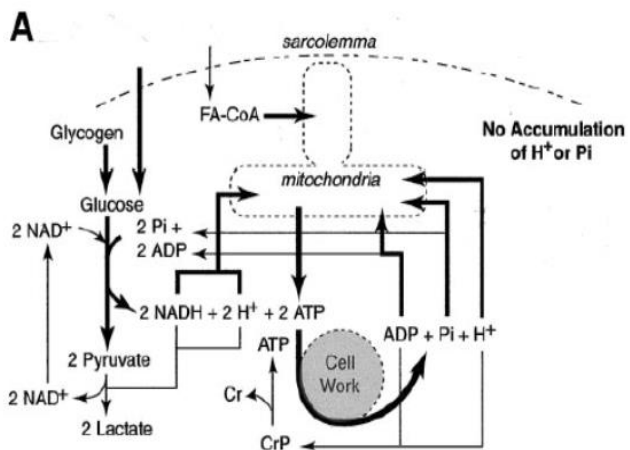 A
sarcolemma
FA-CoA
Glycogen
No Accumulation
of H⁺ or Pi
mitochondria
Glucose
2 NAD⁺
2 Pi +
2 ADP
2 NADH + 2 H⁺ + 2 ATP
ADP + Pi + H⁺
ATP
2 Pyruvate
Cell
Work
2 NAD⁺
Cr
2 Lactate
CrP